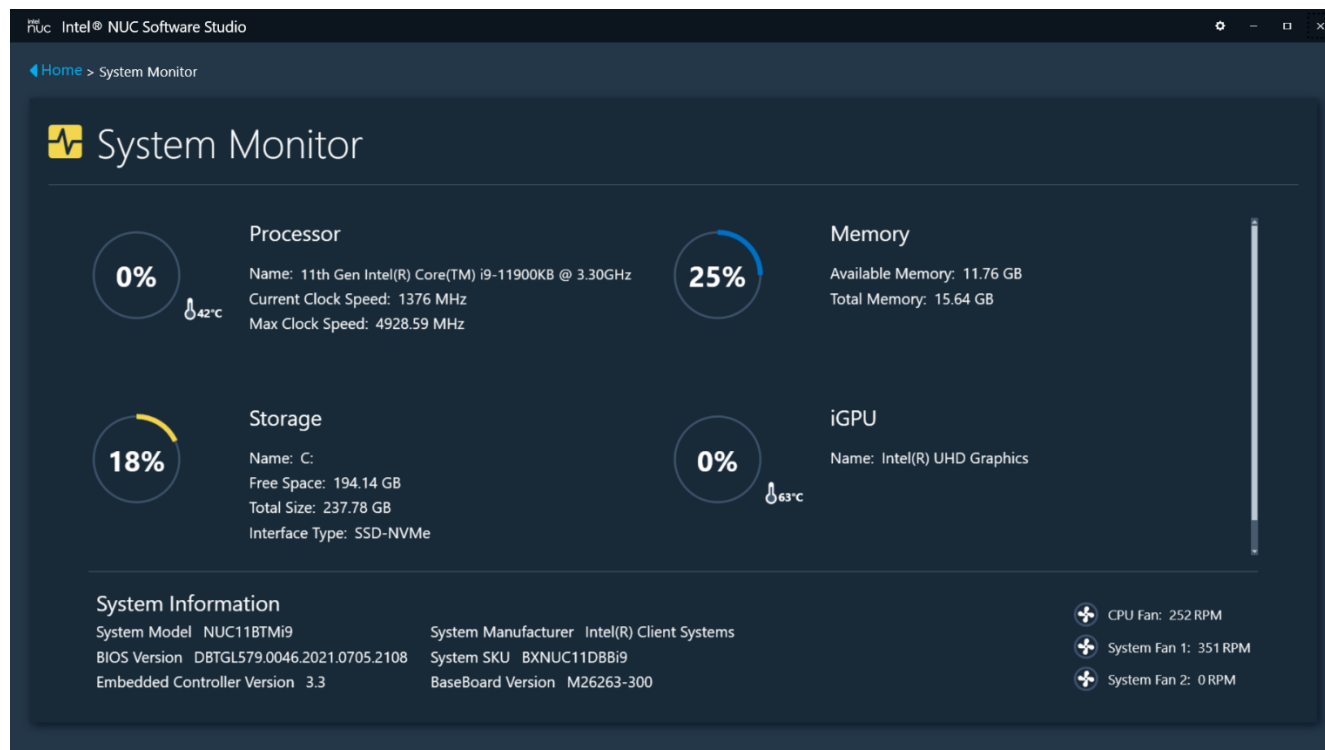 intel nuc Intel® NUC Software Studio
Home > System Monitor
System Monitor
0%
42°C
Processor
Name: 11th Gen Intel(R) Core(TM) i9-11900KB @ 3.30GHz
Current Clock Speed: 1376 MHz
Max Clock Speed: 4928.59 MHz
25%
Memory
Available Memory: 11.76 GB
Total Memory: 15.64 GB
18%
Storage
Name: C:
Free Space: 194.14 GB
Total Size: 237.78 GB
Interface Type: SSD-NVMe
0%
63°C
iGPU
Name: Intel(R) UHD Graphics
System Information
System Model NUC11BTMi9
BIOS Version DBTGL579.0046.2021.0705.2108
Embedded Controller Version 3.3
System Manufacturer Intel(R) Client Systems
System SKU BXNUC11DBBi9
BaseBoard Version M26263-300
CPU Fan: 252 RPM
System Fan 1: 351 RPM
System Fan 2: 0 RPM